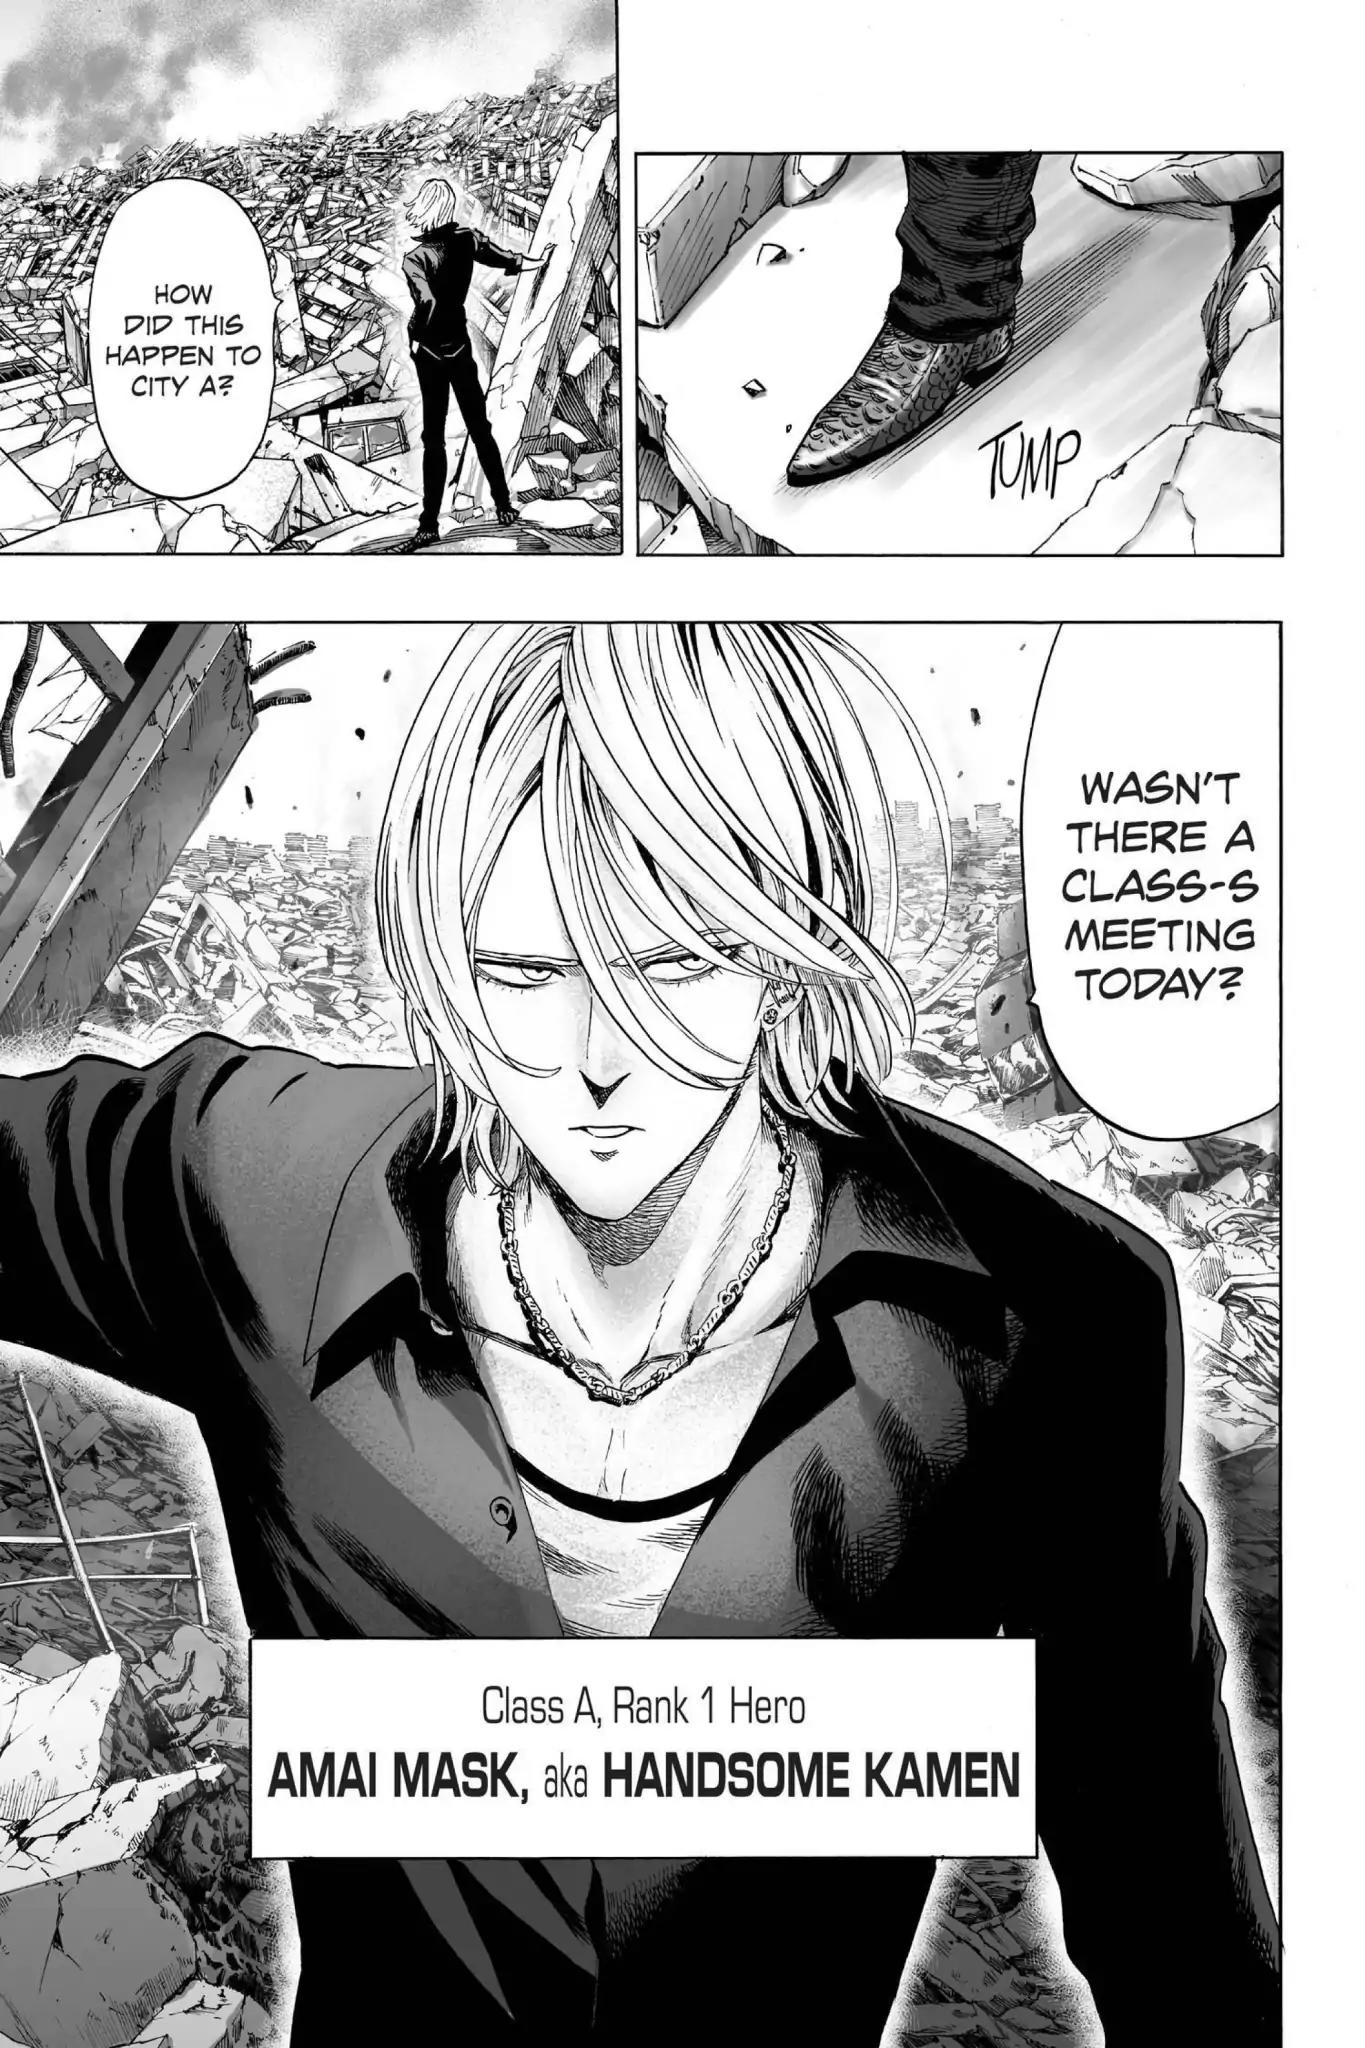 TUMP
HOW
DID THIS
HAPPEN TO
CITY A?
WASN'T
THERE A
CLASS-S
MEETING
TODAY?
Class A, Rank 1 Hero
AMAI MASK, aka HANDSOME KAMEN